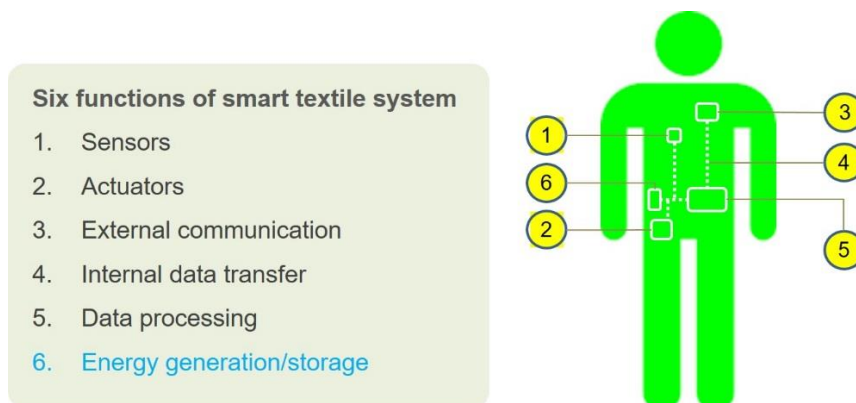 Six functions of smart textile system
1. Sensors
2. Actuators
3. External communication
4. Internal data transfer
5. Data processing
6. Energy generation/storage
3
1
4
6
2
5